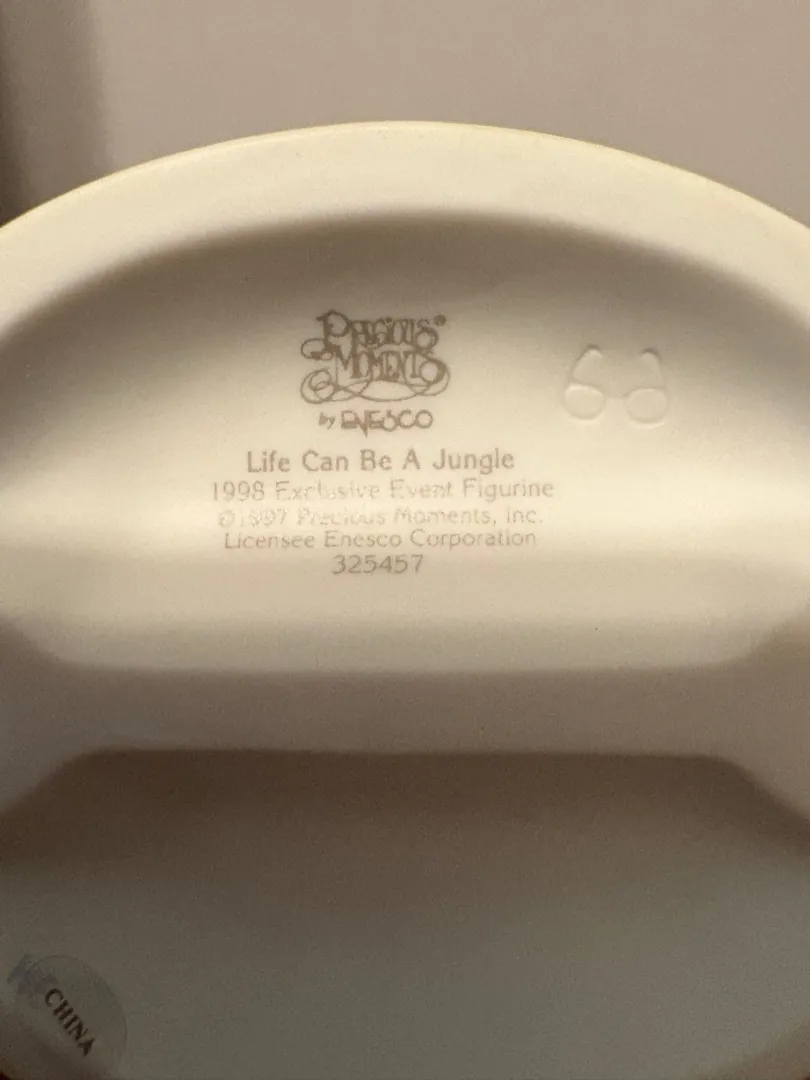 PRECIOUS®
MOMENTS
by ENESCO
Life Can Be A Jungle
1998 Exclusive Event Figurine
©1997 Precious Moments, Inc.
Licensee Enesco Corporation
325457
CHINA